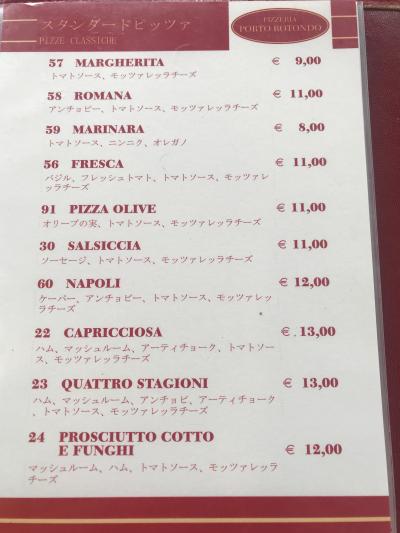 スタンダードピッツァ
PIZZE CLASSICHE
PIZZERIA
PORTO ROTONDO
57 MARGHERITA € 9,00
トマトソース、モッツァレッラチーズ
58 ROMANA € 11,00
アンチョビー、トマトソース、モッツァレッラチーズ
59 MARINARA € 8,00
トマトソース、ニンニク、オレガノ
56 FRESCA € 11,00
バジル、フレッシュトマト、トマトソース、モッツァレ
ッラチーズ
91 PIZZA OLIVE € 11,00
オリーブの実、トマトソース、モッツァレッラチーズ
30 SALSICCIA € 11,00
ソーセージ、トマトソース、モッツァレッラチーズ
60 NAPOLI € 12,00
ケーパー、アンチョビー、トマトソース、モッツァレッ
ラチーズ
22 CAPRICCIOSA € 13,00
ハム、マッシュルーム、アーティチョーク、トマトソー
ス、モッツァレッラチーズ
23 QUATTRO STAGIONI € 13,00
ハム、マッシュルーム、アンチョビ、アーティチョーク
、トマトソース、モッツァレッラチーズ
24 PROSCIUTTO COTTO
E FUNGHI € 12,00
マッシュルーム、ハム、トマトソース、モッツァレッラ
チーズ